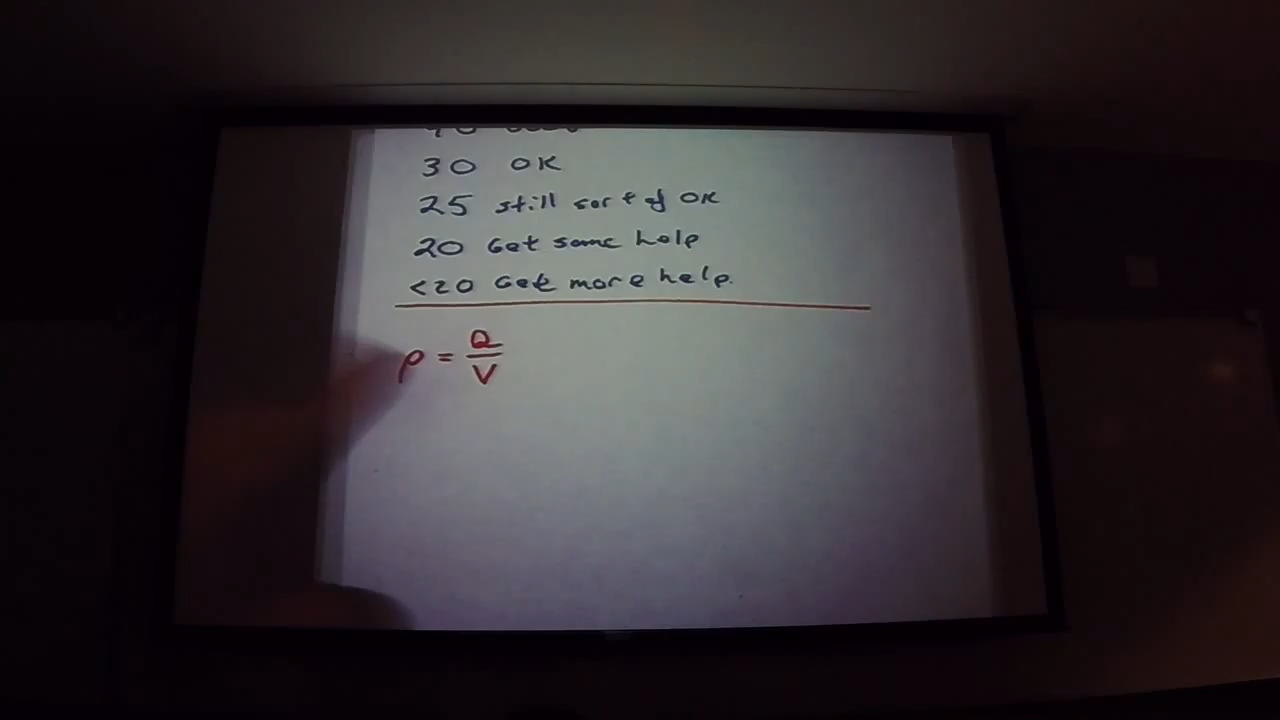 30 OK
25 still sort of OK
20 Get some help
<20 Get more help.
ρ = Q/V